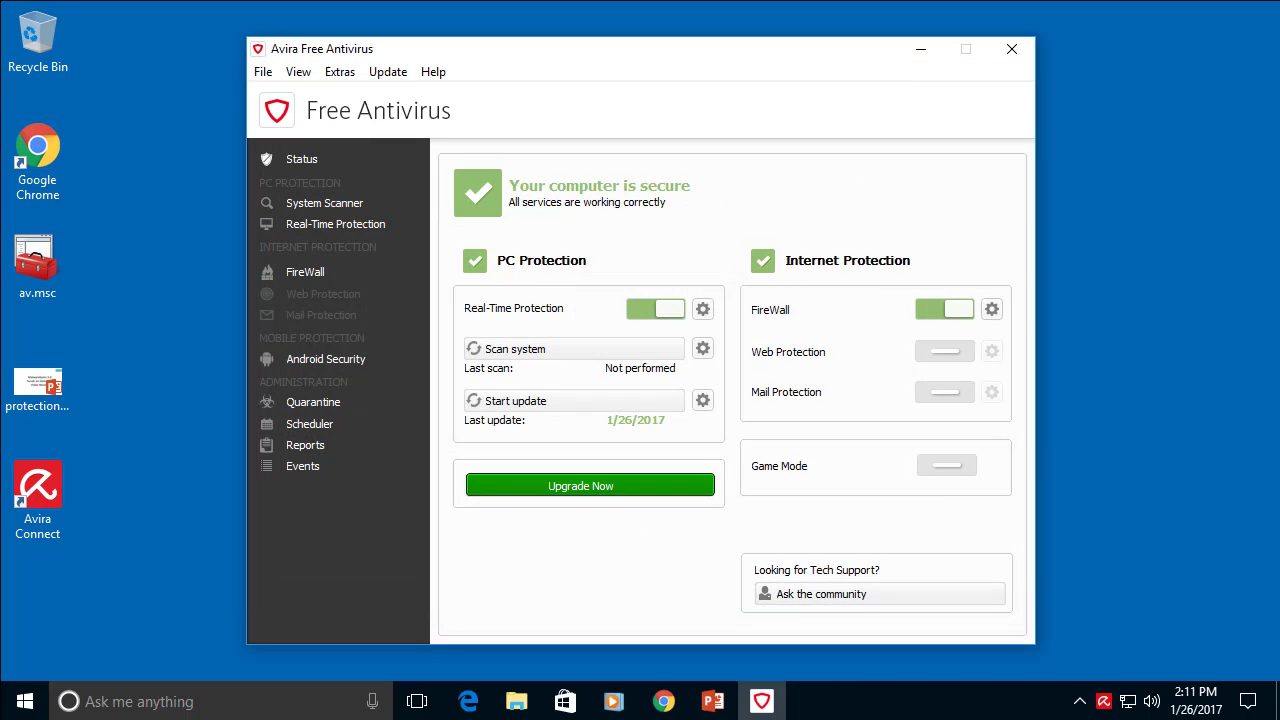 Recycle Bin
Google
Chrome
av.msc
protection...
Avira
Connect
Avira Free Antivirus
File View Extras Update Help
Free Antivirus
Status
PC PROTECTION
System Scanner
Real-Time Protection
INTERNET PROTECTION
FireWall
Web Protection
Mail Protection
MOBILE PROTECTION
Android Security
ADMINISTRATION
Quarantine
Scheduler
Reports
Events
Your computer is secure
All services are working correctly
PC Protection
Real-Time Protection
Scan system
Last scan: Not performed
Start update
Last update: 1/26/2017
Upgrade Now
Internet Protection
FireWall
Web Protection
Mail Protection
Game Mode
Looking for Tech Support?
Ask the community
Ask me anything
2:11 PM
1/26/2017